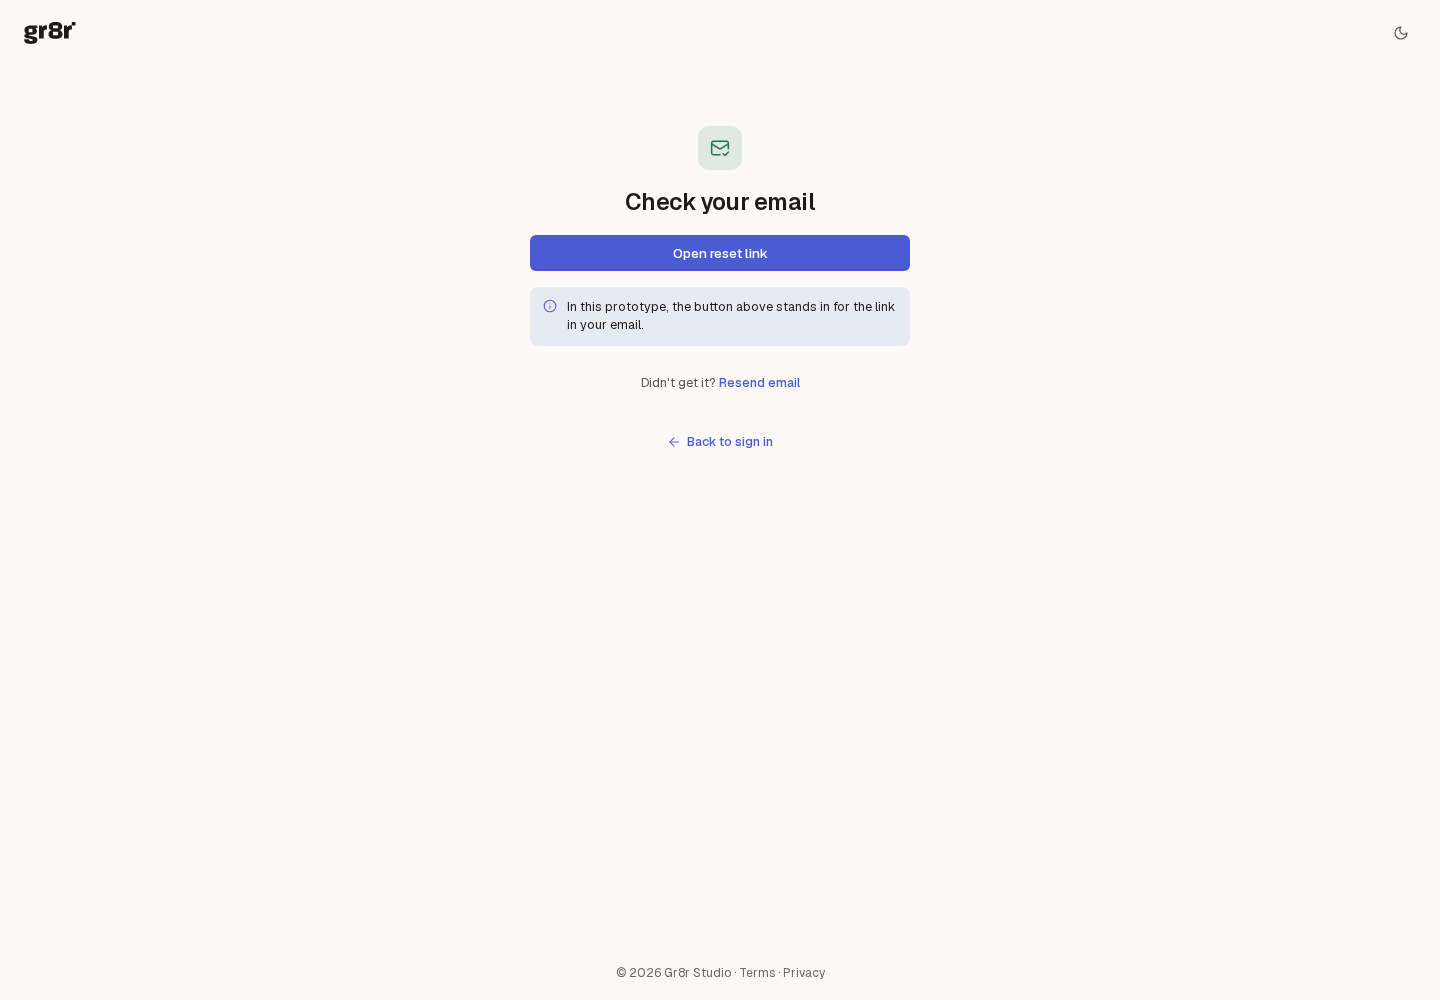 gr8r
Check your email
Open reset link
In this prototype, the button above stands in for the link
in your email.
Didn't get it? Resend email
Back to sign in
© 2026 Gr8r Studio · Terms · Privacy